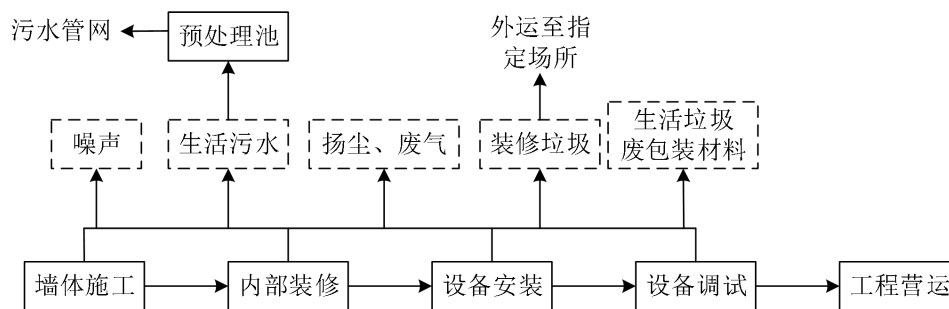 污水管网
预处理池
外运至指
定场所
噪声
生活污水
扬尘、废气
装修垃圾
生活垃圾
废包装材料
墙体施工
内部装修
设备安装
设备调试
工程营运